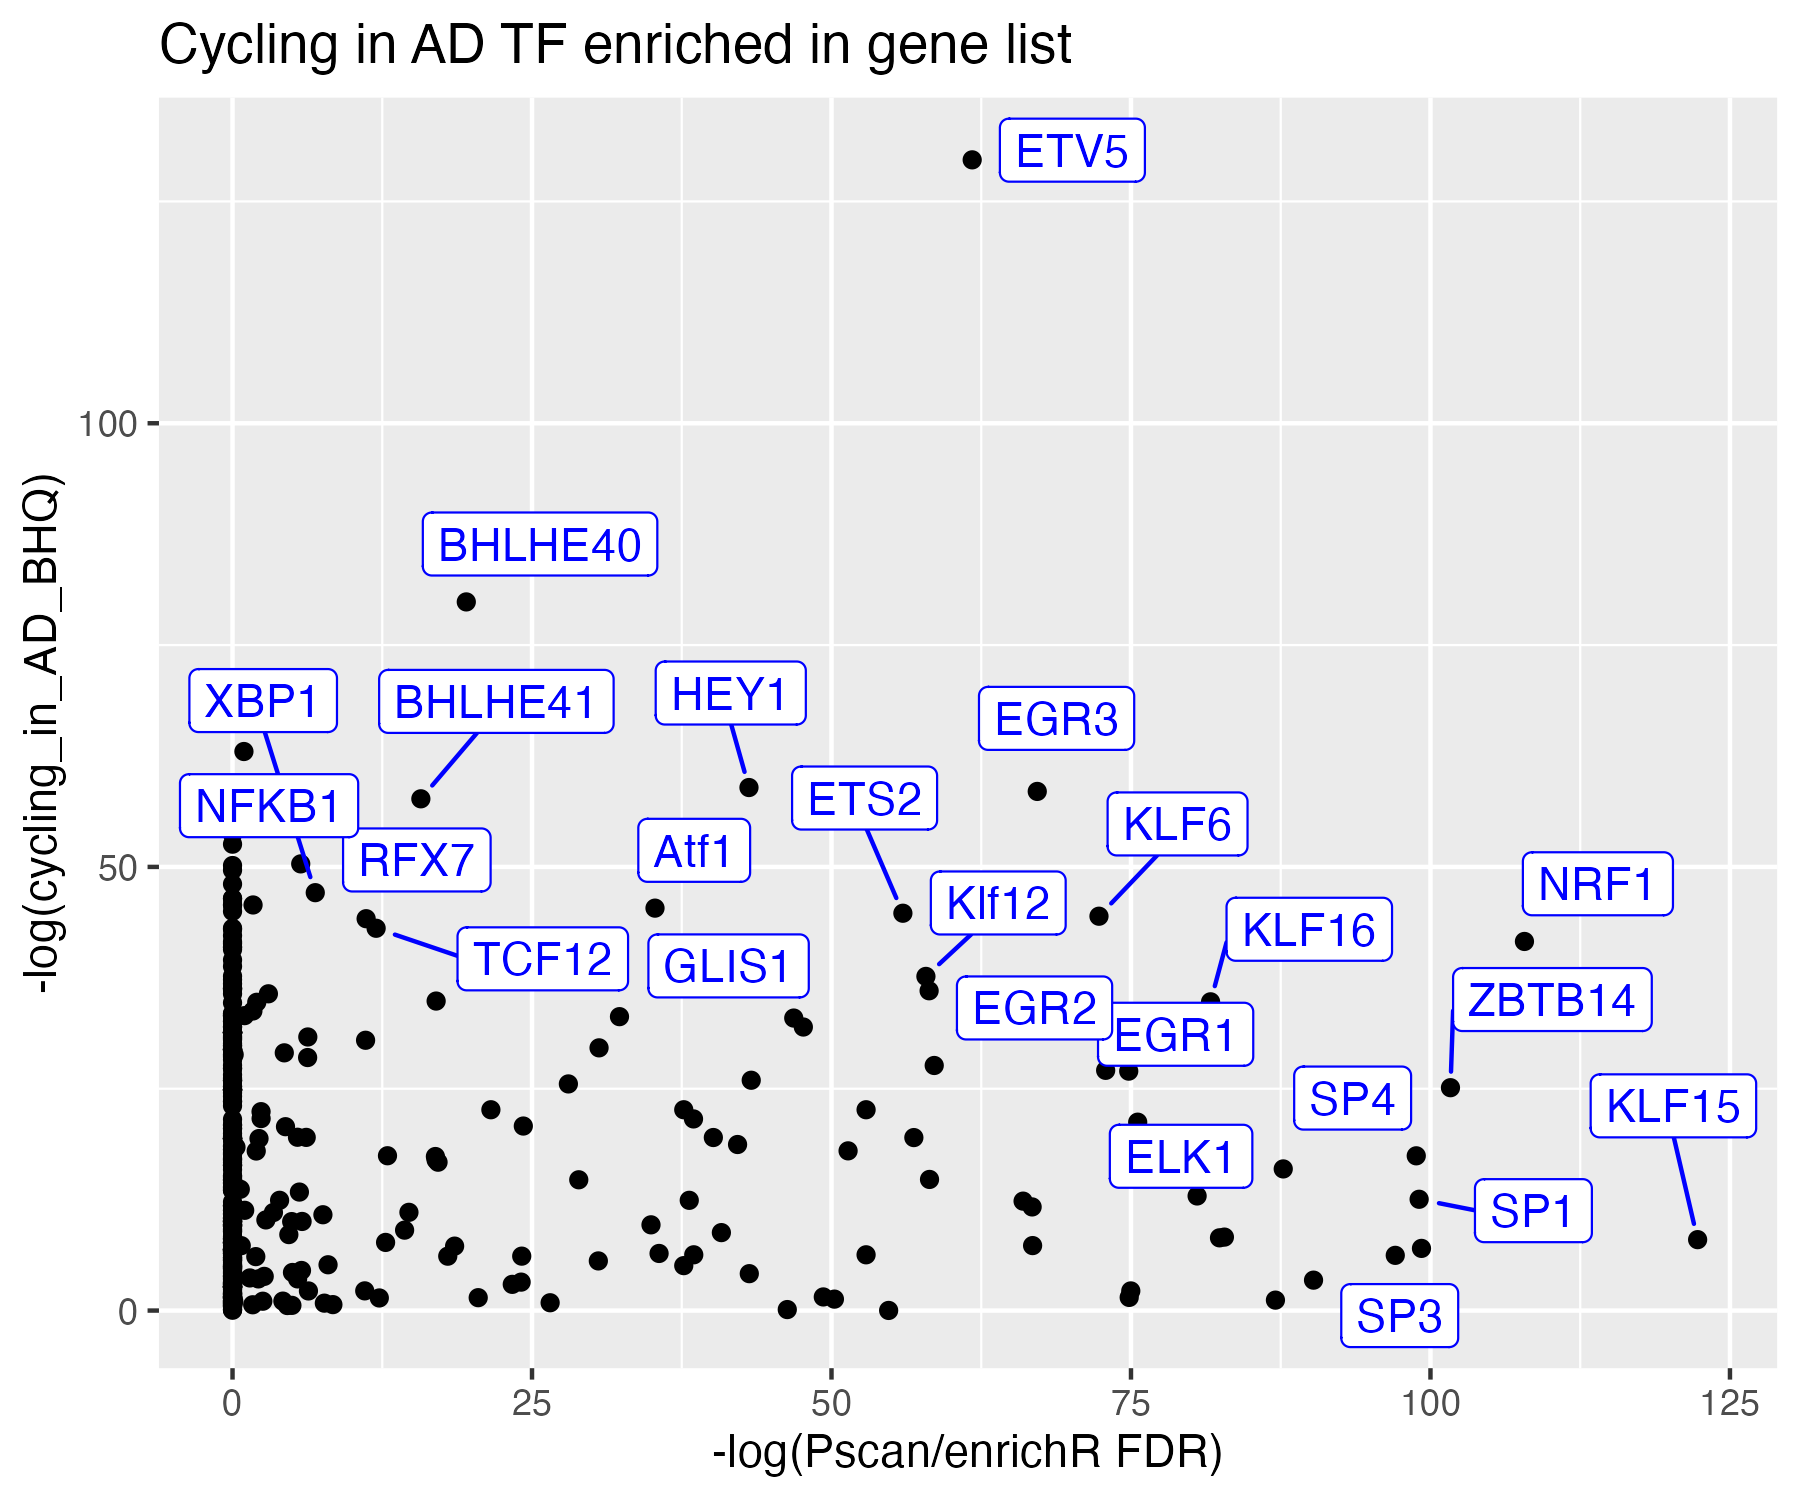 Cycling in AD TF enriched in gene list
-log(cycling_in_AD_BHQ)
100
50
0
ETV5
BHLHE40
XBP1
BHLHE41
HEY1
EGR3
NFKB1
ETS2
KLF6
RFX7
Atf1
NRF1
Klf12
KLF16
TCF12
GLIS1
EGR2
ZBTB14
EGR1
SP4
KLF15
ELK1
SP1
SP3
0
25
50
75
100
125
-log(Pscan/enrichR FDR)